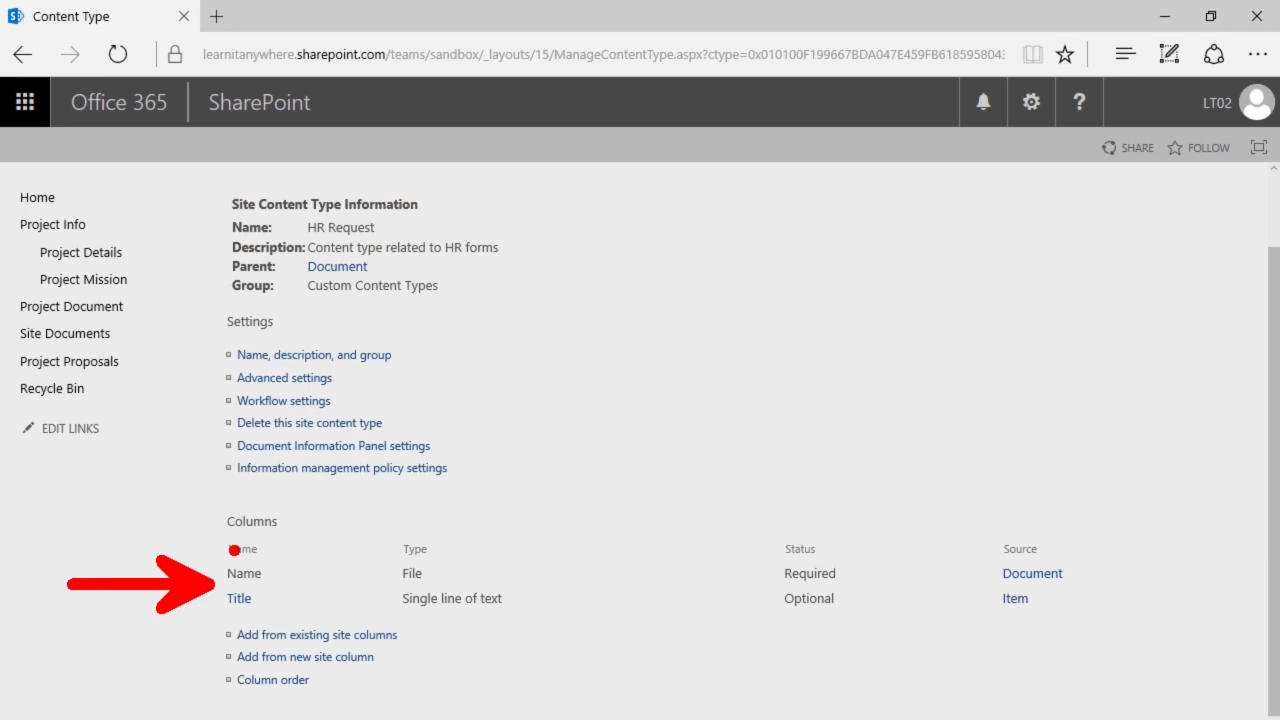 Content Type
learnitanywhere.sharepoint.com/teams/sandbox/_layouts/15/ManageContentType.aspx?ctype=0x010100F199667BDA047E459FB618595804
Office 365 SharePoint ? LT02
SHARE FOLLOW
Home
Project Info
Project Details
Project Mission
Project Document
Site Documents
Project Proposals
Recycle Bin
EDIT LINKS
Site Content Type Information
Name: HR Request
Description: Content type related to HR forms
Parent: Document
Group: Custom Content Types
Settings
Name, description, and group
Advanced settings
Workflow settings
Delete this site content type
Document Information Panel settings
Information management policy settings
Columns
Type Status Source
Name File Required Document
Title Single line of text Optional Item
Add from existing site columns
Add from new site column
Column order